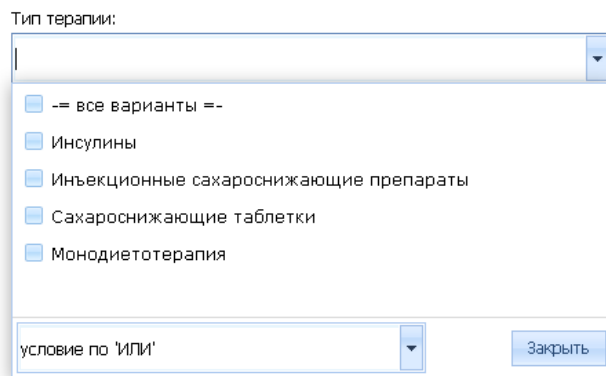 Тип терапии:
-= все варианты =-
Инсулины
Инъекционные сахароснижающие препараты
Сахароснижающие таблетки
Монодиетотерапия
условие по 'ИЛИ'
Закрыть